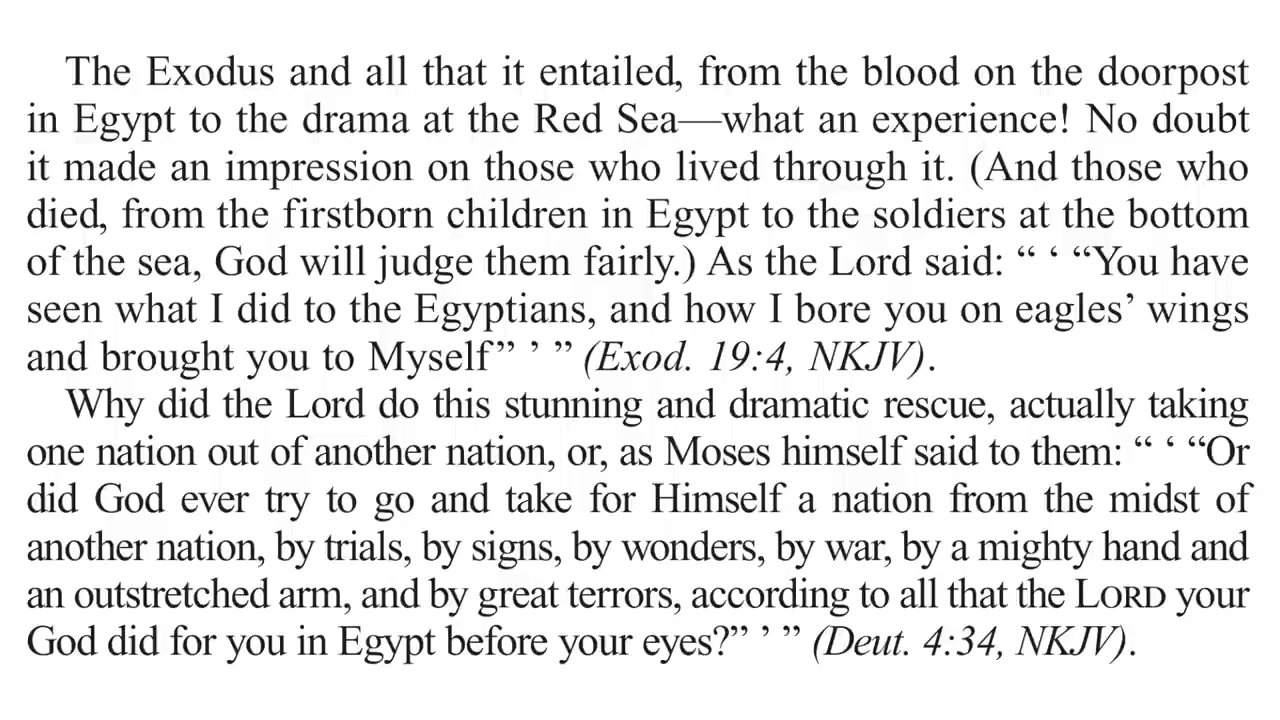 The Exodus and all that it entailed, from the blood on the doorpost
in Egypt to the drama at the Red Sea—what an experience! No doubt
it made an impression on those who lived through it. (And those who
died, from the firstborn children in Egypt to the soldiers at the bottom
of the sea, God will judge them fairly.) As the Lord said: “ ‘ “You have
seen what I did to the Egyptians, and how I bore you on eagles’ wings
and brought you to Myself” ’ ” (Exod. 19:4, NKJV).
Why did the Lord do this stunning and dramatic rescue, actually taking
one nation out of another nation, or, as Moses himself said to them: “ ‘ “Or
did God ever try to go and take for Himself a nation from the midst of
another nation, by trials, by signs, by wonders, by war, by a mighty hand and
an outstretched arm, and by great terrors, according to all that the LORD your
God did for you in Egypt before your eyes?” ’ ” (Deut. 4:34, NKJV).